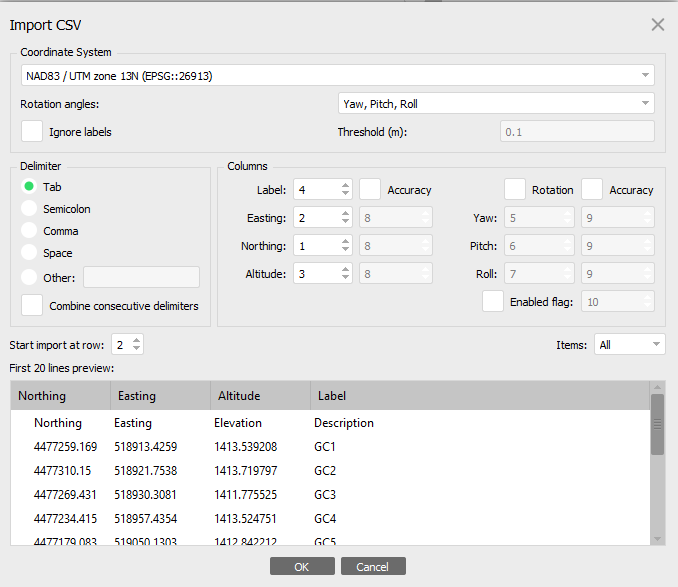 Import CSV
Coordinate System
NAD83 / UTM zone 13N (EPSG::26913)
Rotation angles: Yaw, Pitch, Roll
Ignore labels Threshold (m): 0.1
Delimiter
Tab
Semicolon
Comma
Space
Other:
Combine consecutive delimiters
Columns
Label: 4 Accuracy Rotation Accuracy
Easting: 2 8 Yaw: 5 9
Northing: 1 8 Pitch: 6 9
Altitude: 3 8 Roll: 7 9
Enabled flag: 10
Start import at row: 2 Items: All
First 20 lines preview:
Northing Easting Altitude Label
Northing Easting Elevation Description
4477259.169 518913.4259 1413.539208 GC1
4477310.15 518921.7538 1413.719797 GC2
4477269.431 518930.3081 1411.775525 GC3
4477234.415 518957.4354 1413.524751 GC4
4477179.083 519050.1303 1412.842212 GC5
OK Cancel